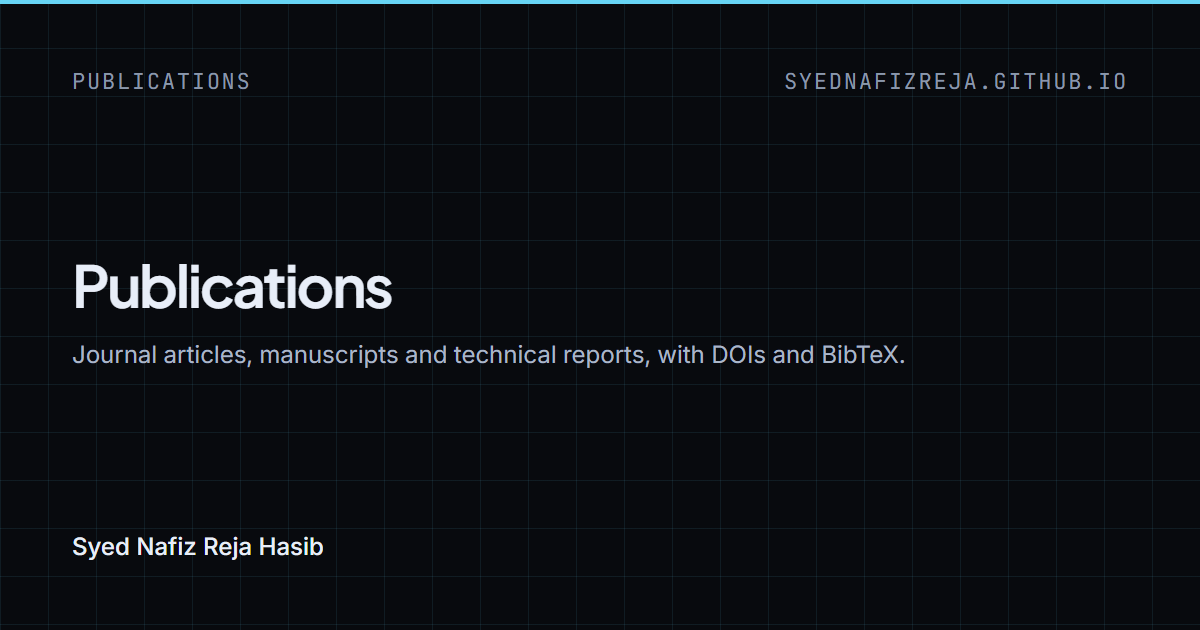 PUBLICATIONS
SYEDNAFIZREJA.GITHUB.IO
Publications
Journal articles, manuscripts and technical reports, with DOIs and BibTeX.
Syed Nafiz Reja Hasib